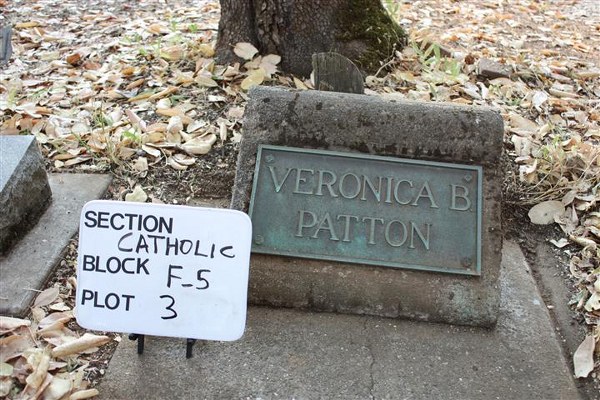 SECTION
CATHOLIC
BLOCK F-5
PLOT 3
VERONICA B.
PATTON